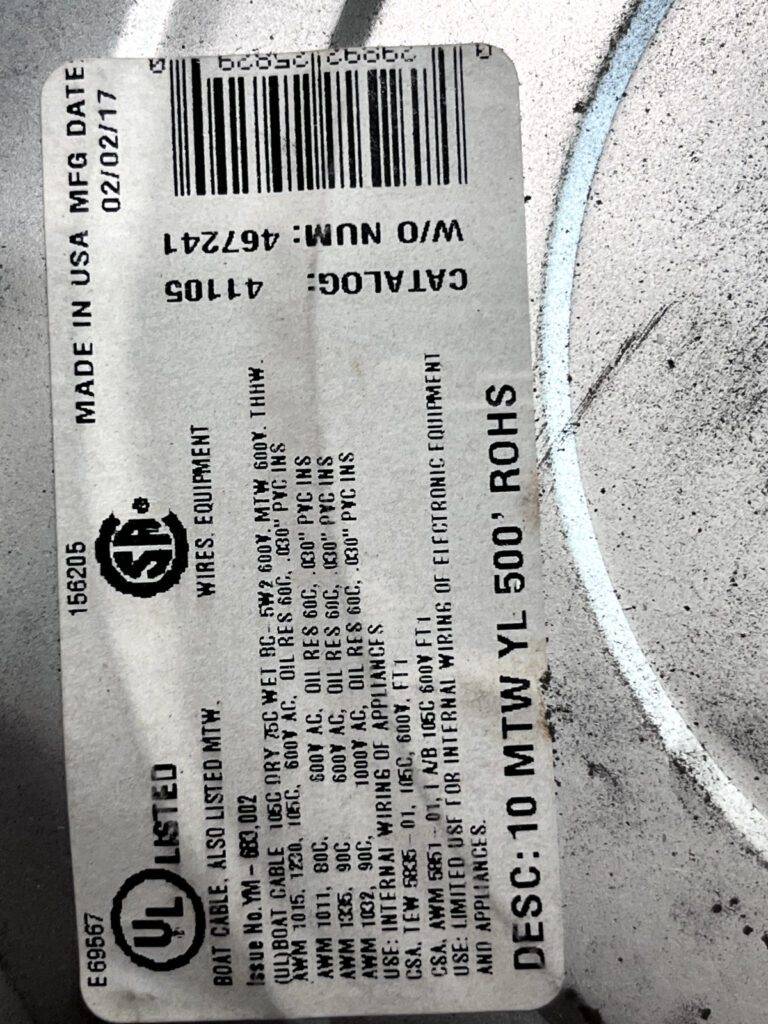 MADE IN USA MFG DATE:
02/02/17
E69567
156205
UL LISTED
SA
BOAT CABLE, ALSO LISTED MTW.
WIRES, EQUIPMENT
Issue No. YM-683,002
(UL)BOAT CABLE 105C DRY 75C WET BC-5W2 600V, MTW 600V. THHW.
AWM 1015, 1230, 105C, 600V AC, OIL RES 60C, .030" PVC INS
AWM 1011, 80C, 600V AC, OIL RES 60C, .030" PVC INS
AWM 1335, 90C, 600V AC, OIL RES 60C, .030" PVC INS
AWM 1032, 90C, 1000V AC, OIL RES 60C, .030" PVC INS
USE: INTERNAL WIRING OF APPLIANCES
CSA, TEW 5835-01, 105C, 600V, FT1
CSA, AWM 5851-01, I A/B 105C 600V FT1
USE: LIMITED USE FOR INTERNAL WIRING OF ELECTRONIC EQUIPMENT
AND APPLIANCES.
DESC: 10 MTW YL 500' ROHS
CATALOG: 41105
W/O NUM: 467241